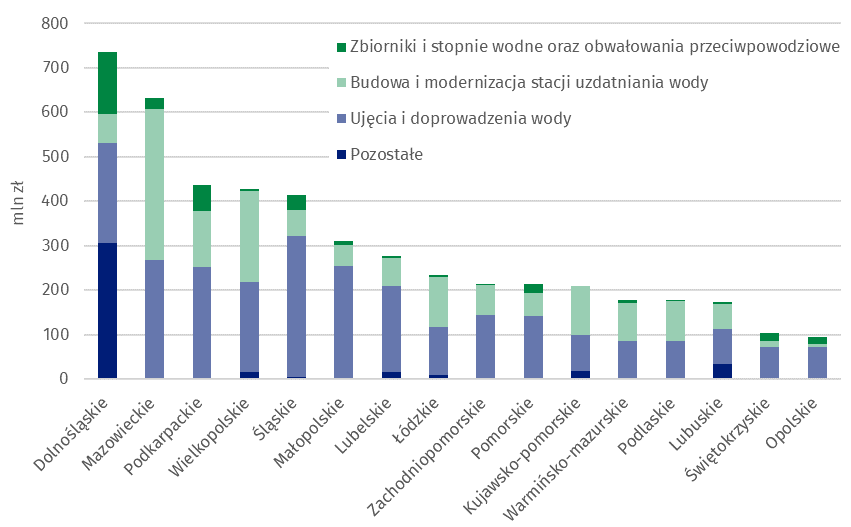 800
700
600
500
400
300
200
100
0
mln zł
Zbiorniki i stopnie wodne oraz obwałowania przeciwpowodziowe
Budowa i modernizacja stacji uzdatniania wody
Ujęcia i doprowadzenia wody
Pozostałe
Dolnośląskie
Mazowieckie
Podkarpackie
Wielkopolskie
Śląskie
Małopolskie
Lubelskie
Łódzkie
Zachodniopomorskie
Pomorskie
Kujawsko-pomorskie
Warmińsko-mazurskie
Podlaskie
Lubuskie
Świętokrzyskie
Opolskie